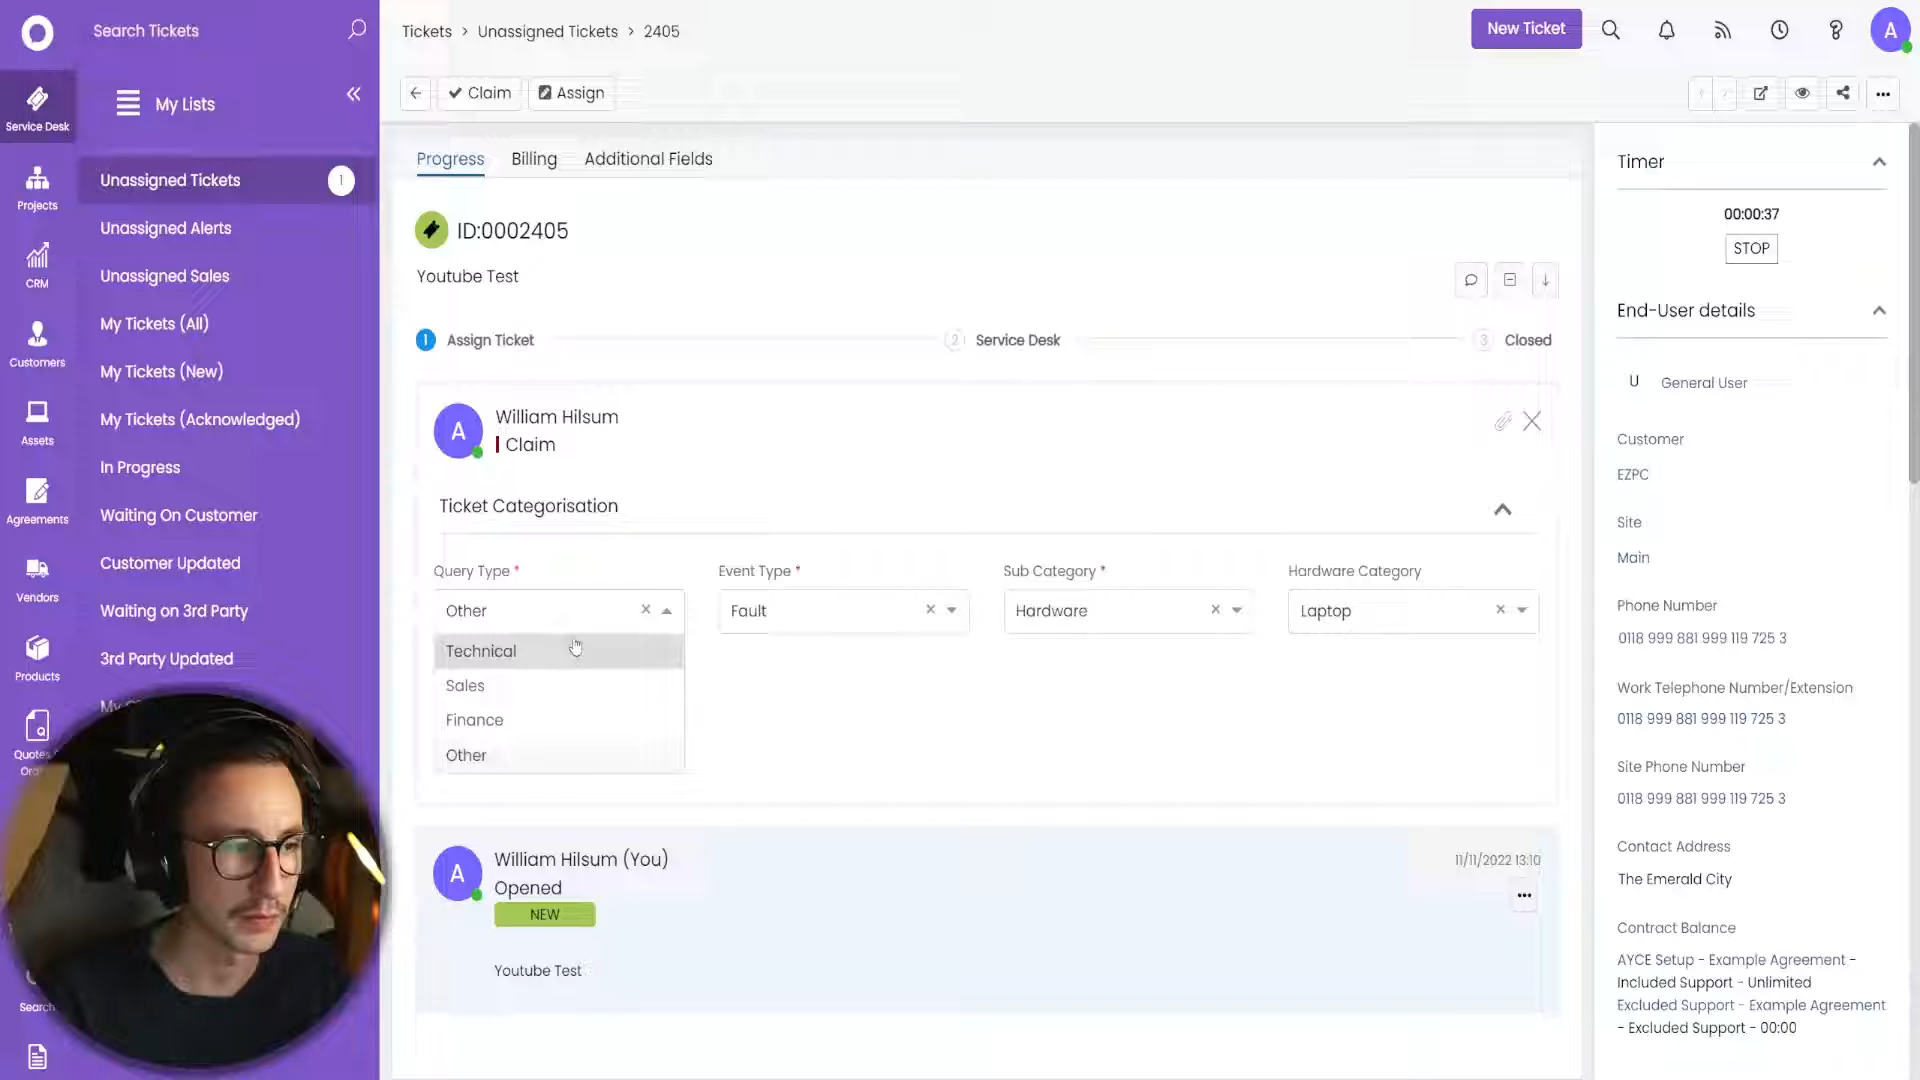 Search Tickets
Service Desk
Projects
CRM
Customers
Assets
Agreements
Vendors
Products
Quotes
Search
My Lists
Unassigned Tickets 1
Unassigned Alerts
Unassigned Sales
My Tickets (All)
My Tickets (New)
My Tickets (Acknowledged)
In Progress
Waiting On Customer
Customer Updated
Waiting on 3rd Party
3rd Party Updated
Tickets > Unassigned Tickets > 2405
New Ticket
A
Claim
Assign
Progress
Billing
Additional Fields
ID:0002405
Youtube Test
1 Assign Ticket
2 Service Desk
3 Closed
A
William Hilsum
Claim
Ticket Categorisation
Query Type *
Event Type *
Sub Category *
Hardware Category
Other
Fault
Hardware
Laptop
Technical
Sales
Finance
Other
A
William Hilsum (You)
11/11/2022 13:10
Opened
NEW
Youtube Test
Timer
00:00:37
STOP
End-User details
U General User
Customer
EZPC
Site
Main
Phone Number
0118 999 881 999 119 725 3
Work Telephone Number/Extension
0118 999 881 999 119 725 3
Site Phone Number
0118 999 881 999 119 725 3
Contact Address
The Emerald City
Contract Balance
AYCE Setup - Example Agreement -
Included Support - Unlimited
Excluded Support - Example Agreement
- Excluded Support - 00:00